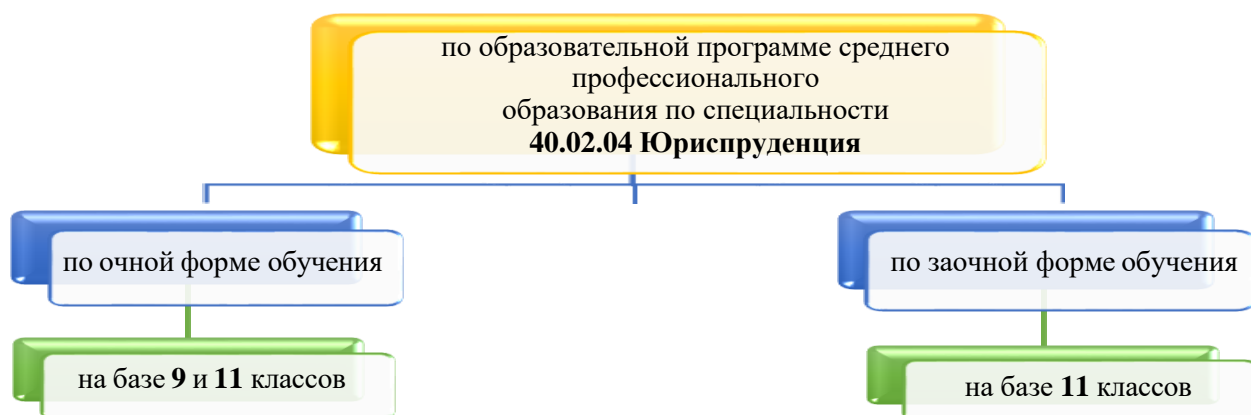 по образовательной программе среднего
профессионального
образования по специальности
40.02.04 Юриспруденция
по очной форме обучения
по заочной форме обучения
на базе 9 и 11 классов
на базе 11 классов